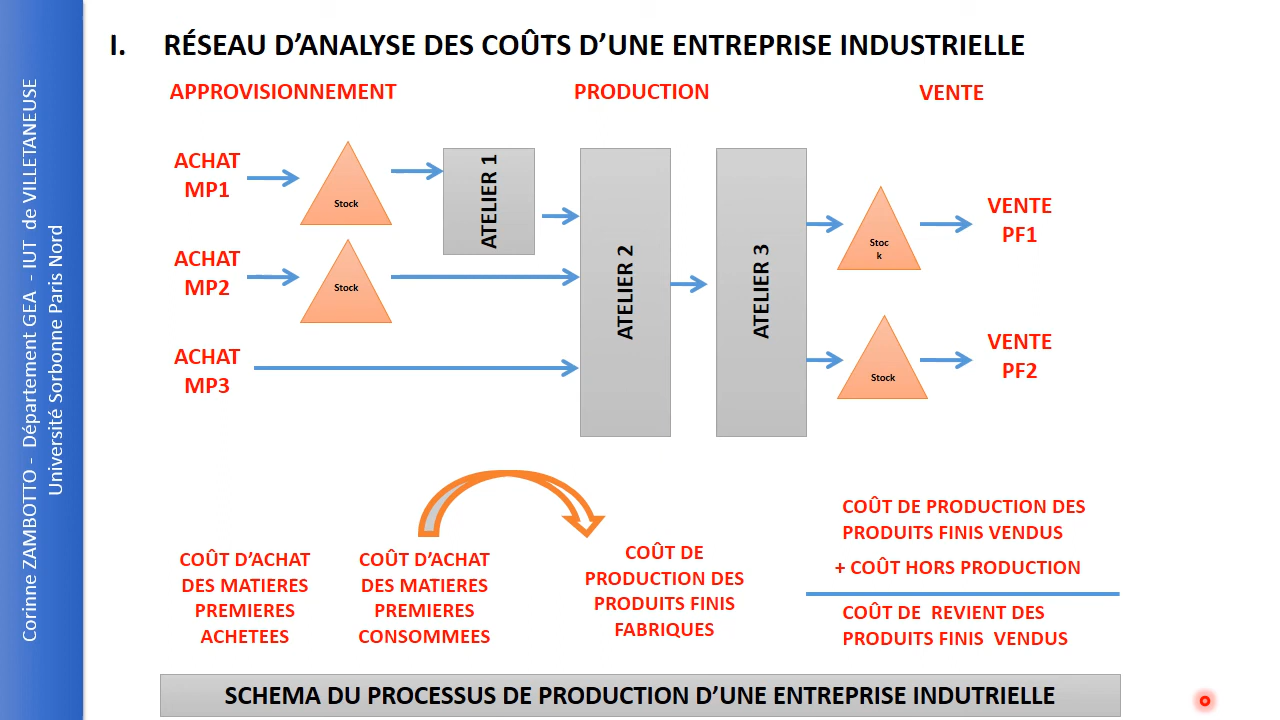 I. RÉSEAU D’ANALYSE DES COÛTS D’UNE ENTREPRISE INDUSTRIELLE
Corinne ZAMBOTTO - Département GEA - IUT de VILLETANEUSE
Université Sorbonne Paris Nord
APPROVISIONNEMENT
PRODUCTION
VENTE
ACHAT
MP1
Stock
ATELIER 1
ACHAT
MP2
Stock
ACHAT
MP3
ATELIER 2
ATELIER 3
Stoc
k
VENTE
PF1
Stock
VENTE
PF2
COÛT D’ACHAT
DES MATIERES
PREMIERES
ACHETEES
COÛT D’ACHAT
DES MATIERES
PREMIERES
CONSOMMEES
COÛT DE
PRODUCTION DES
PRODUITS FINIS
FABRIQUES
COÛT DE PRODUCTION DES
PRODUITS FINIS VENDUS
+ COÛT HORS PRODUCTION
COÛT DE REVIENT DES
PRODUITS FINIS VENDUS
SCHEMA DU PROCESSUS DE PRODUCTION D’UNE ENTREPRISE INDUTRIELLE